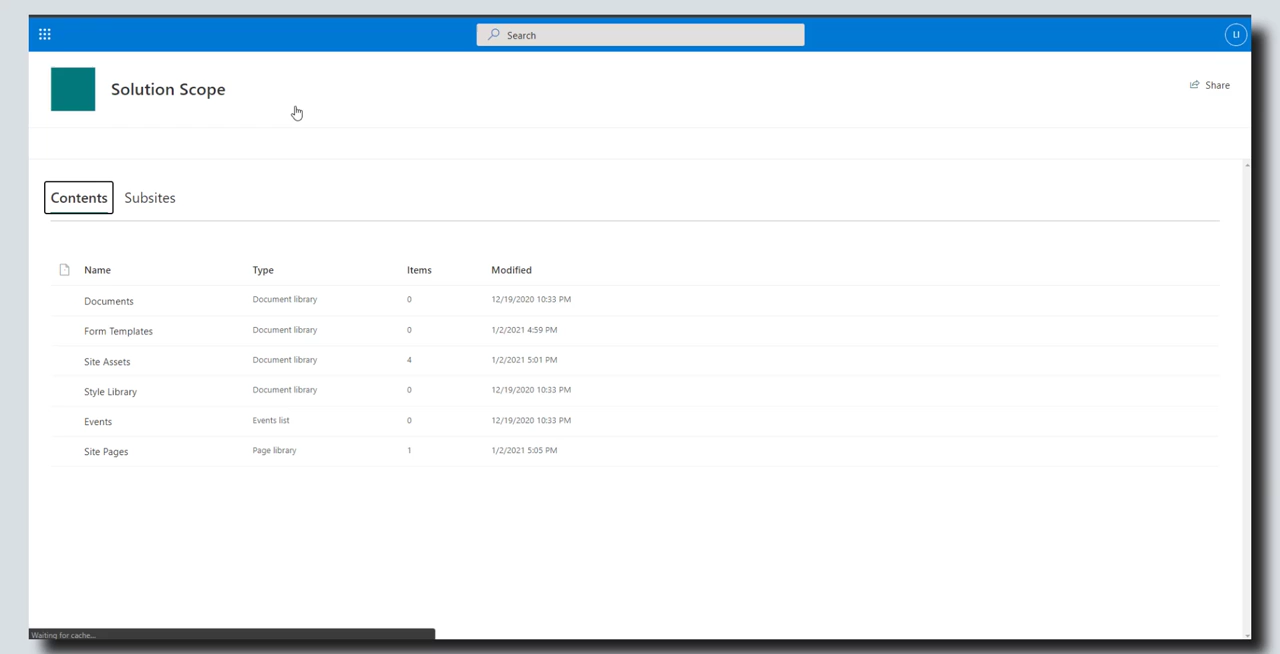 Search
LI
Solution Scope
Share
Contents Subsites
Name Type Items Modified
Documents Document library 0 12/19/2020 10:33 PM
Form Templates Document library 0 1/2/2021 4:59 PM
Site Assets Document library 4 1/2/2021 5:01 PM
Style Library Document library 0 12/19/2020 10:33 PM
Events Events list 0 12/19/2020 10:33 PM
Site Pages Page library 1 1/2/2021 5:05 PM
Waiting for cache...